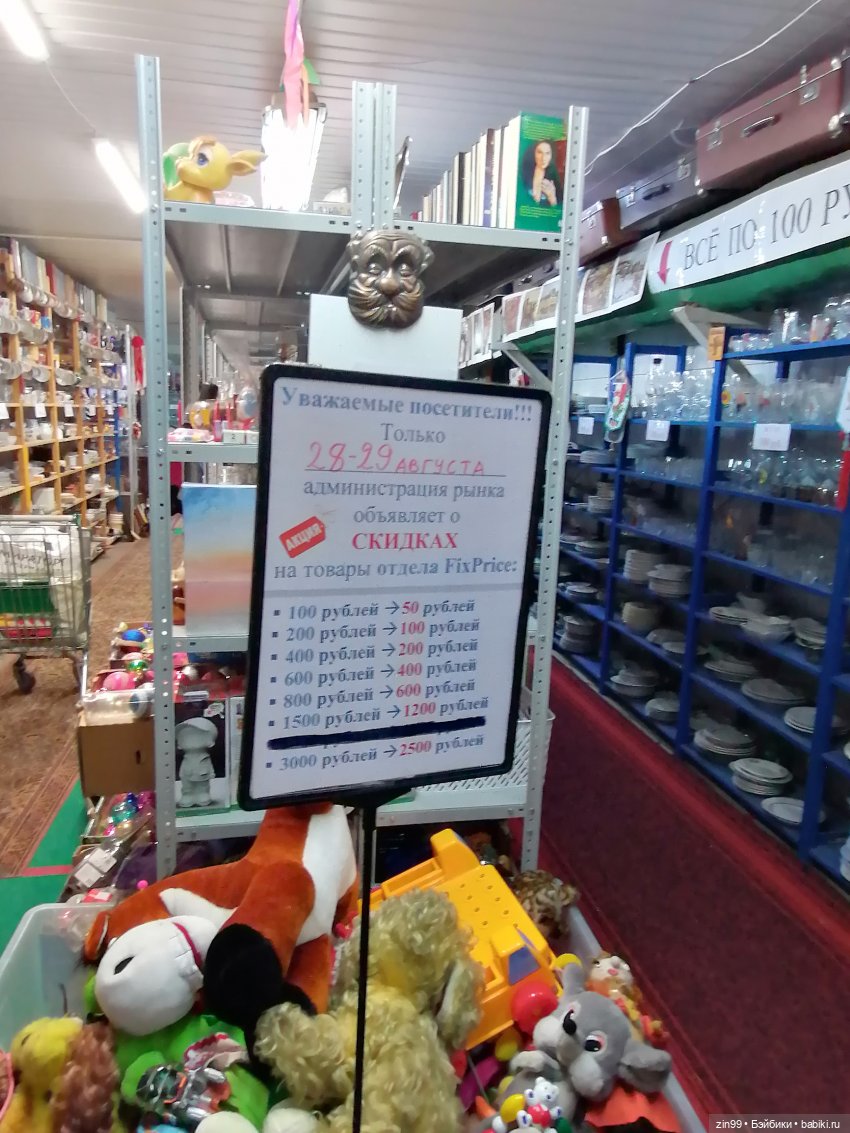 ВСЁ ПО 100 РУ
Уважаемые посетители!!!
Только
28-29 августа
администрация рынка
объявляет о
АКЦИЯ
СКИДКАХ
на товары отдела FixPrice:
▪ 100 рублей →50 рублей
▪ 200 рублей →100 рублей
▪ 400 рублей →200 рублей
▪ 600 рублей →400 рублей
▪ 800 рублей →600 рублей
▪ 1500 рублей →1200 рублей
▪ 3000 рублей →2500 рублей
zin99 • Бэйбики • babiki.ru